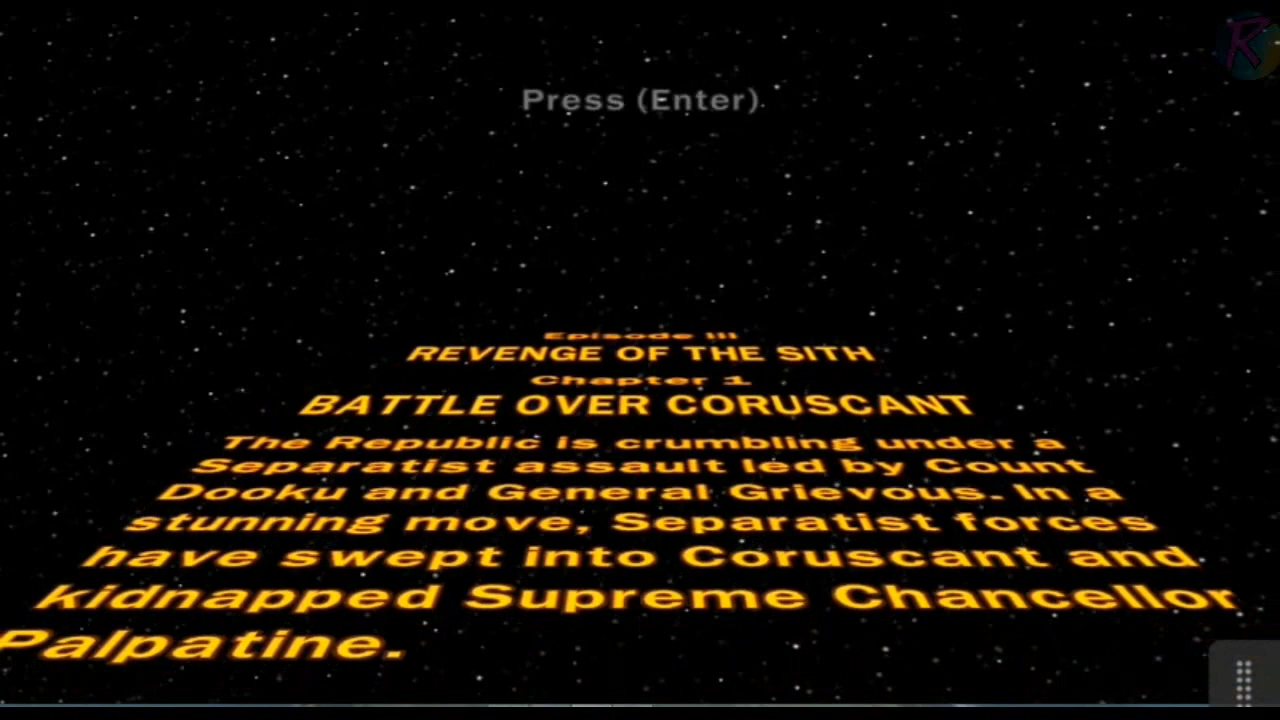 Press (Enter)
Episode III
REVENGE OF THE SITH
Chapter 1
BATTLE OVER CORUSCANT
The Republic is crumbling under a
Separatist assault led by Count
Dooku and General Grievous. In a
stunning move, Separatist forces
have swept into Coruscant and
kidnapped Supreme Chancellor
Palpatine.
R